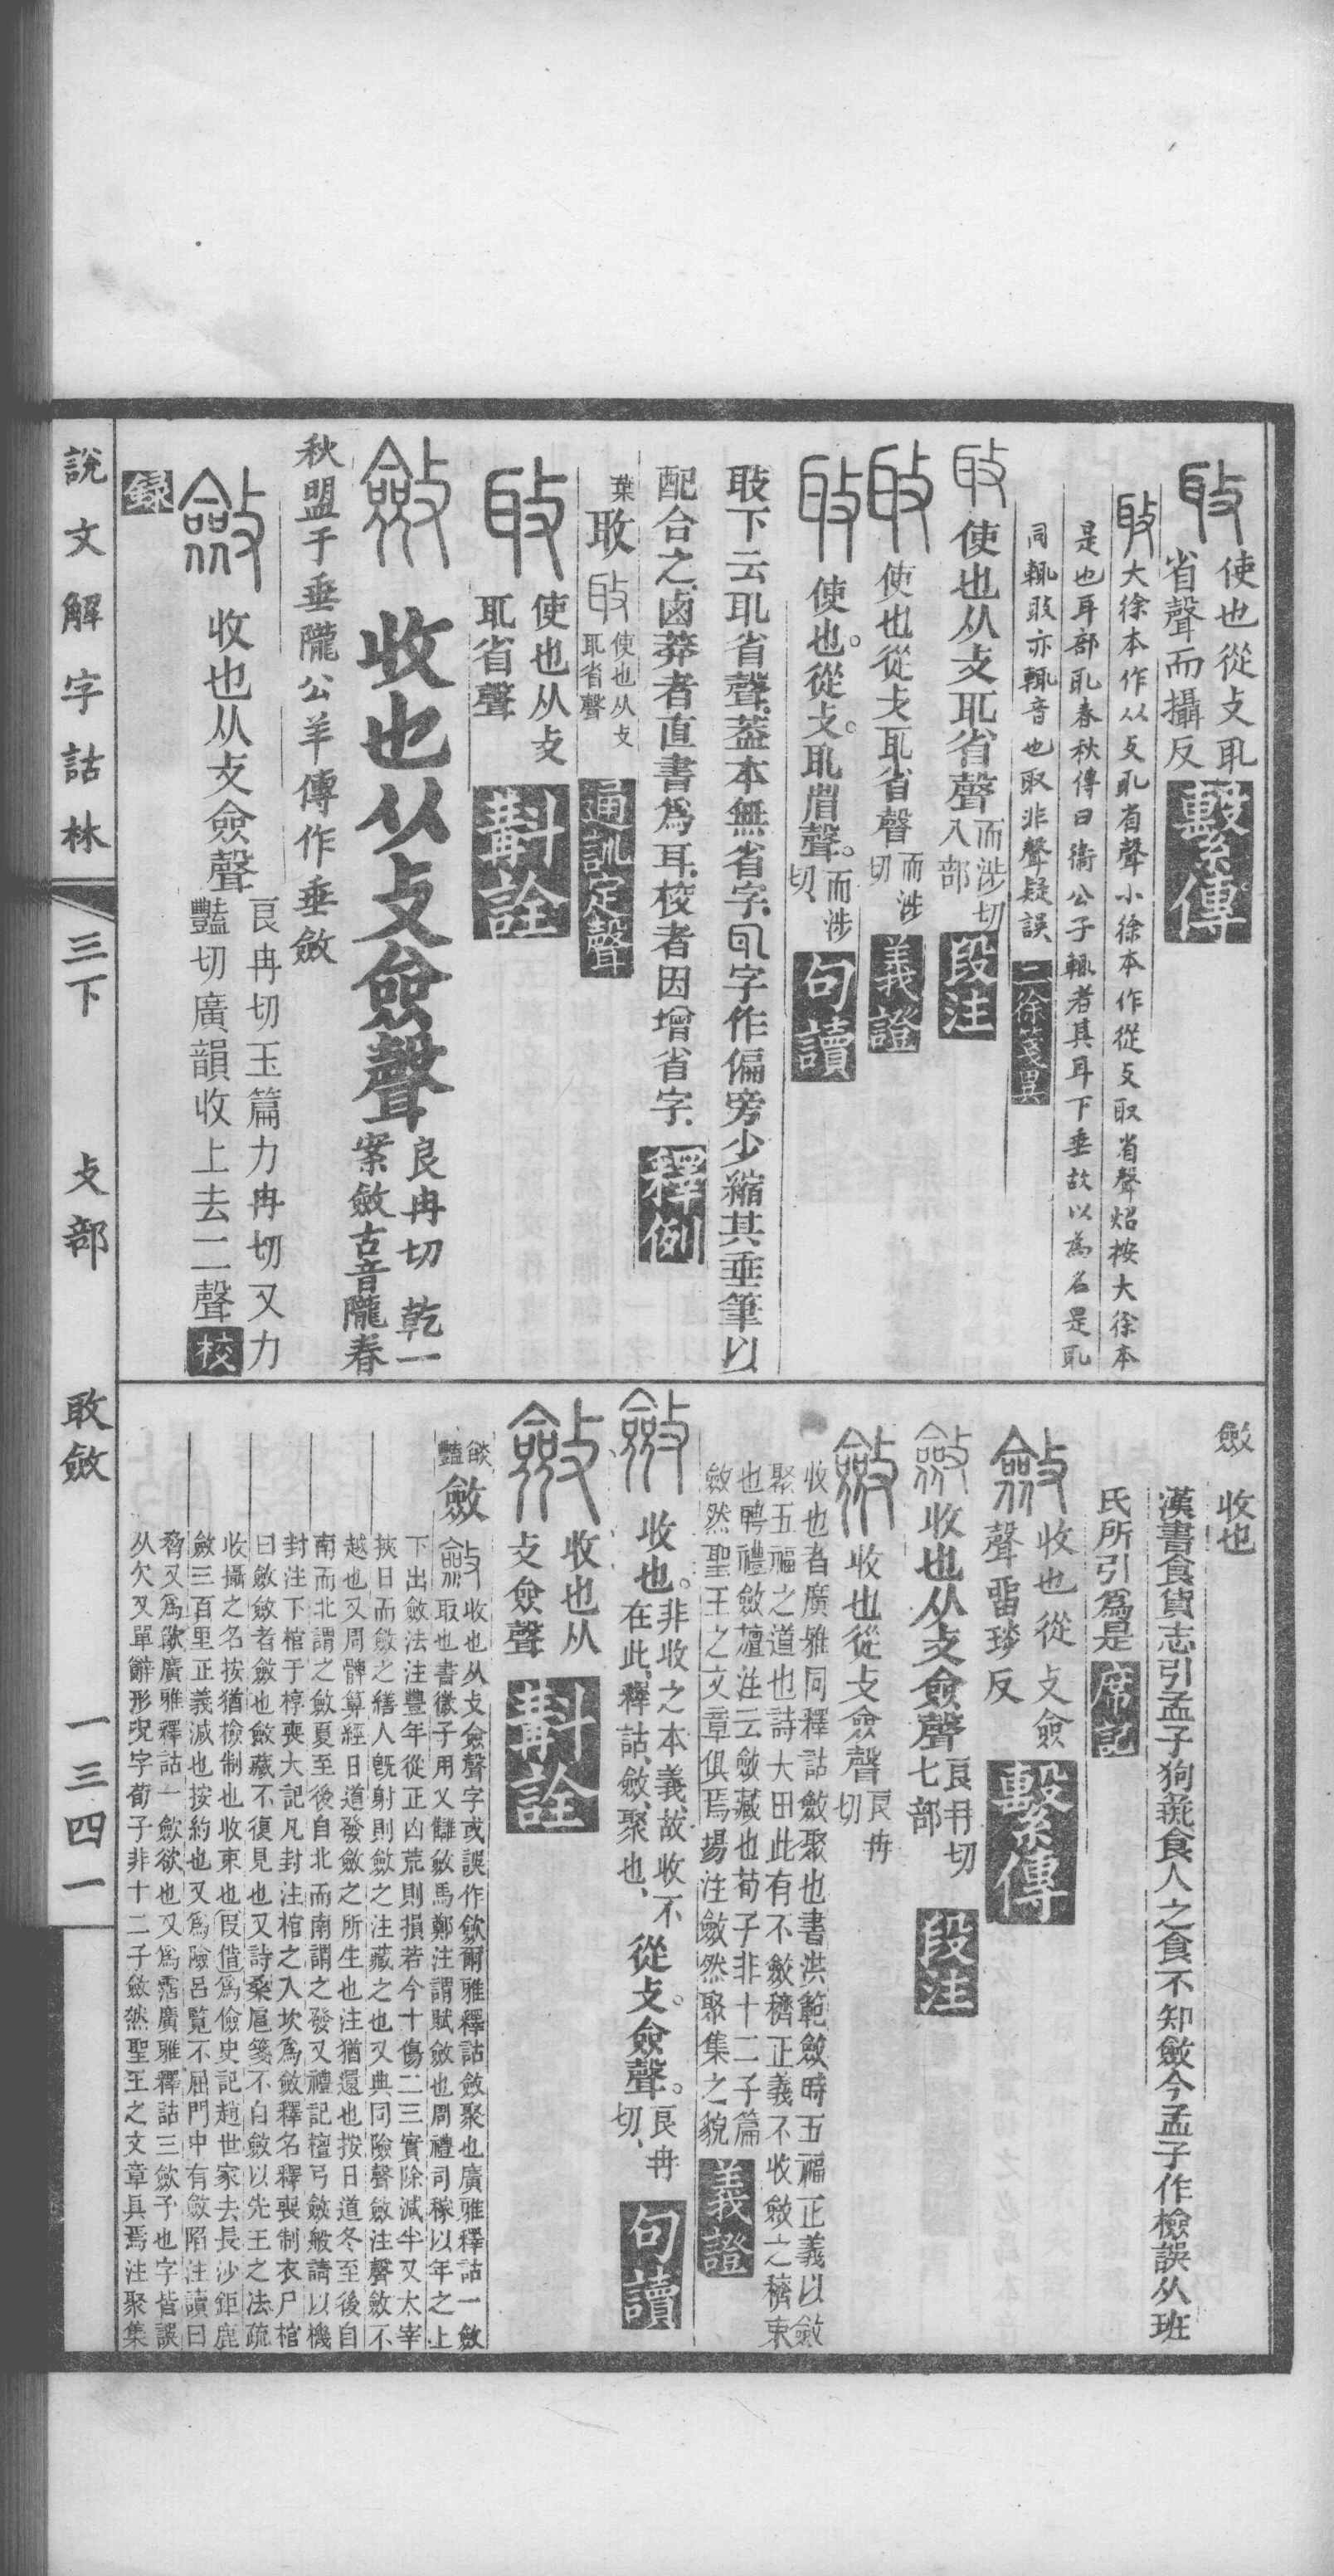 使也從攴耴
省聲而攝反
繫傳
大徐本作从攴耴省聲小徐本作從攴取省聲炤按大徐本
是也耳部耴春秋傳曰衞公子輒者其耳下垂故以爲名是耴
同輒㪉亦輒音也取非聲疑誤
二徐箋異
使也从攴耴省聲
而涉切
八部
段注
使也從攴耴省聲
而涉
切
義證
使也。從攴。耴省聲。
而涉
切、
句讀
㪉下云耴省聲、葢本無省字、耴字作偏旁少縮其垂筆以
配合之、鹵莽者直書爲耳、校者因增省字、
釋例
葉
㪉
使也从攴
耴省聲
通訓定聲
使也从攴
耴省聲
斠詮
收也从攴僉聲
良冉切 乾一
案斂古音隴春
秋盟于垂隴公羊傳作垂斂
收也从攴僉聲
良冉切玉篇力冉切又力
豔切廣韻收上去二聲
校
録
說文解字詁林
三下
攴部
㪉斂
一三四一
斂
收也
漢書食貨志引孟子狗彘食人之食不知斂今孟子作檢誤从班
氏所引爲是
席記
收也從攴僉
聲畱琰反
繫傳
收也从攴僉聲
良冉切
七部
段注
收也從攴僉聲
良冉
切
義證
收也者廣雅同釋詁斂聚也書洪範斂時五福正義以斂
聚五福之道也詩大田此有不斂穧正義不收斂之穧束
也聘禮斂䄠注云斂藏也荀子非十二子篇
斂然聖王之文章俱焉楊注斂然聚集之貌
義證
收也。
非收之本義故收不
在此、釋詁、斂、聚也、
從攴。僉聲。
良冉
切、
句讀
收也从
攴僉聲
斠詮
豔
斂
收也从攴僉聲字或誤作歛爾雅釋詁斂聚也廣雅釋詁一斂
取也書微子用乂讎斂馬鄭注謂賦斂也周禮司稼以年之上
下出斂法注豐年從正凶荒則損若今十傷二三實除減半又太宰
挾日而斂之繕人旣射則斂之注藏之也又典同險聲斂注聲斂不
越也又周髀算經日道發斂之所生也注猶還也按日道冬至後自
南而北謂之斂夏至後自北而南謂之發又禮記檀弓斂般請以機
封注下棺于椁喪大記凡封注棺之入坎爲斂釋名釋喪制衣尸棺
曰斂斂者斂也斂藏不復見也又詩桑扈箋不自斂以先王之法疏
收攝之名按猶檢制也收束也叚借爲儉史記趙世家去長沙鉅鹿
斂三百里正義減也按約也又爲險呂覽不屈門中有斂陷注讀曰
脅又爲歛廣雅釋詁一歛欲也又爲𩃀廣雅釋詁三歛予也字皆誤
从欠又單辭形況字荀子非十二子斂然聖王之文章具焉注聚集